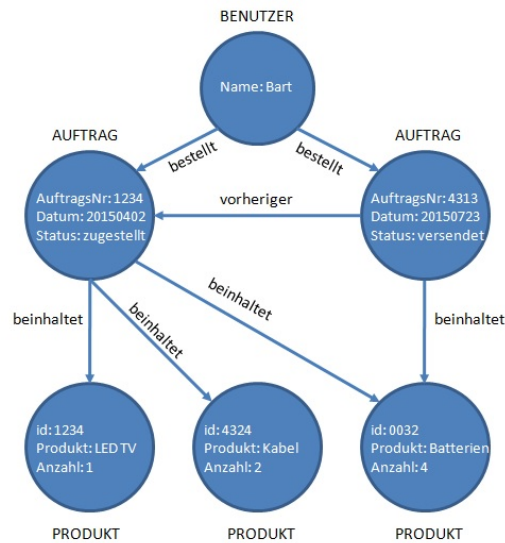 BENUTZER
Name: Bart
AUFTRAG
AUFTRAG
bestellt
bestellt
AuftragsNr: 1234
Datum: 20150402
Status: zugestellt
vorheriger
AuftragsNr: 4313
Datum: 20150723
Status: versendet
beinhaltet
beinhaltet
beinhaltet
beinhaltet
id: 1234
Produkt: LED TV
Anzahl: 1
id: 4324
Produkt: Kabel
Anzahl: 2
id: 0032
Produkt: Batterien
Anzahl: 4
PRODUKT
PRODUKT
PRODUKT